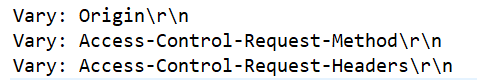 Vary: Origin\r\n
Vary: Access-Control-Request-Method\r\n
Vary: Access-Control-Request-Headers\r\n